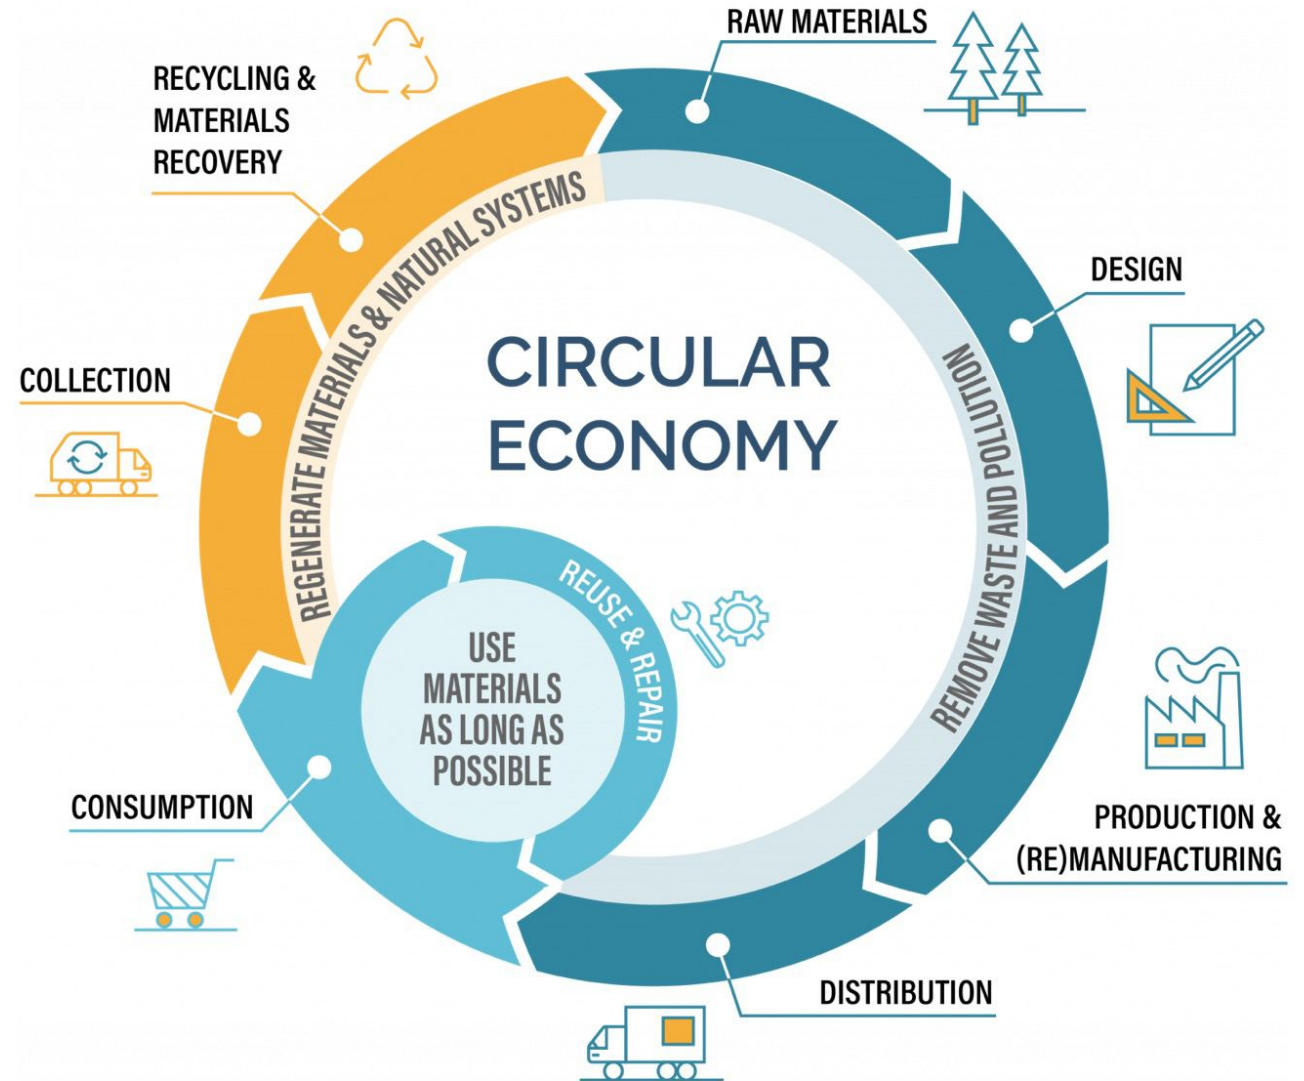 RAW MATERIALS
RECYCLING &
MATERIALS
RECOVERY
DESIGN
COLLECTION
CIRCULAR
ECONOMY
REGENERATE MATERIALS & NATURAL SYSTEMS
REMOVE WASTE AND POLLUTION
REUSE & REPAIR
USE
MATERIALS
AS LONG AS
POSSIBLE
CONSUMPTION
PRODUCTION &
(RE)MANUFACTURING
DISTRIBUTION